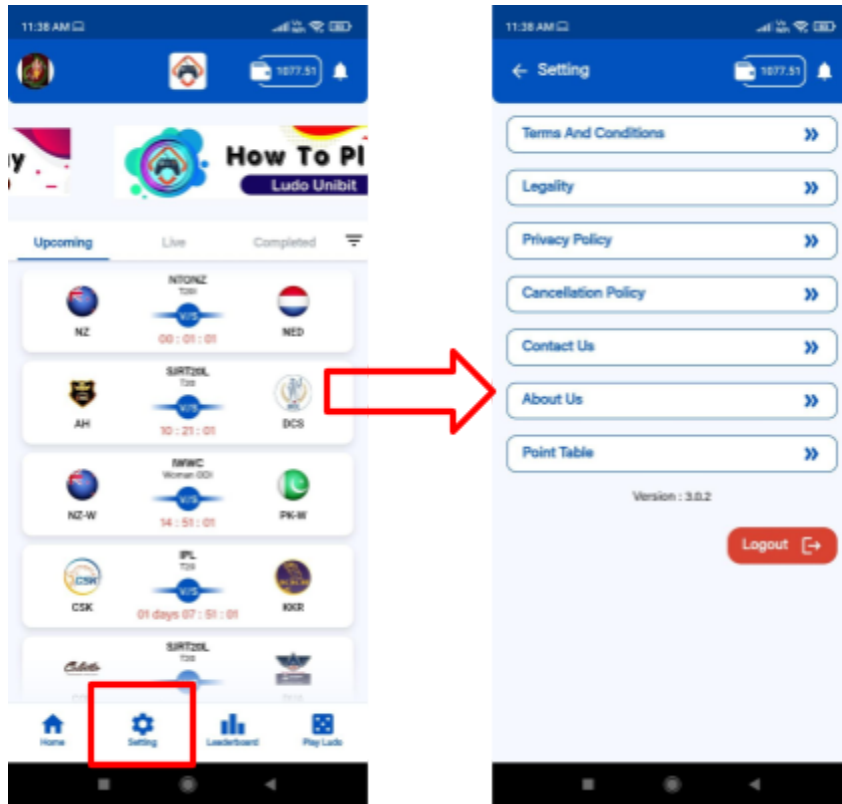 11:38 AM
1077.51
How To Pl
Ludo Unibit
Upcoming Live Completed
NTONZ
V/S
NZ NED
00 : 01 : 01
SJRT20L
T20
V/S
AH DCS
10 : 21 : 01
IWWC
Woman ODI
V/S
NZ-W PK-W
14 : 51 : 01
IPL
T20
V/S
CSK
CSK KKR
01 days 07 : 51 : 01
SJRT20L
T20
Home Setting Leaderboard Play Ludo
11:38 AM
Setting 1077.51
Terms And Conditions
Legality
Privacy Policy
Cancellation Policy
Contact Us
About Us
Point Table
Version : 3.0.2
Logout